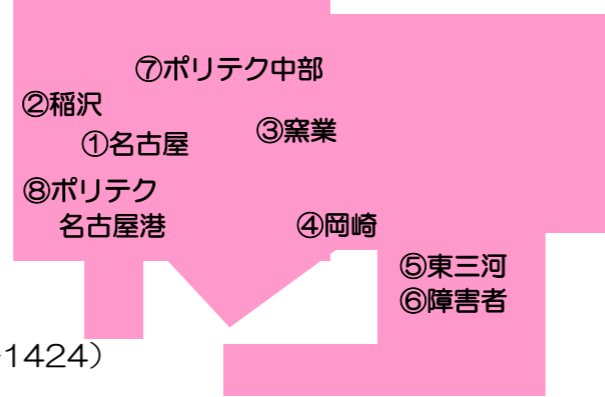 ⑦ポリテク中部
②稲沢
①名古屋
③窯業
⑧ポリテク
名古屋港
④岡崎
⑤東三河
⑥障害者
1424）